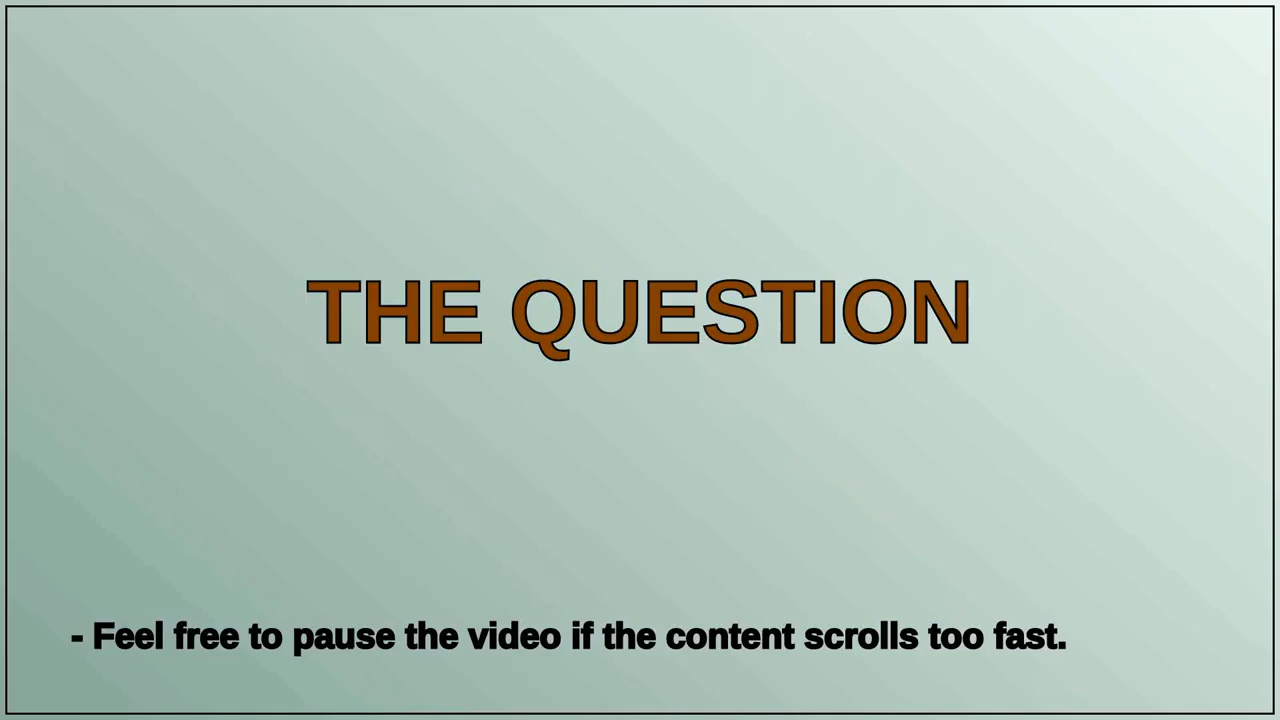 THE QUESTION
- Feel free to pause the video if the content scrolls too fast.